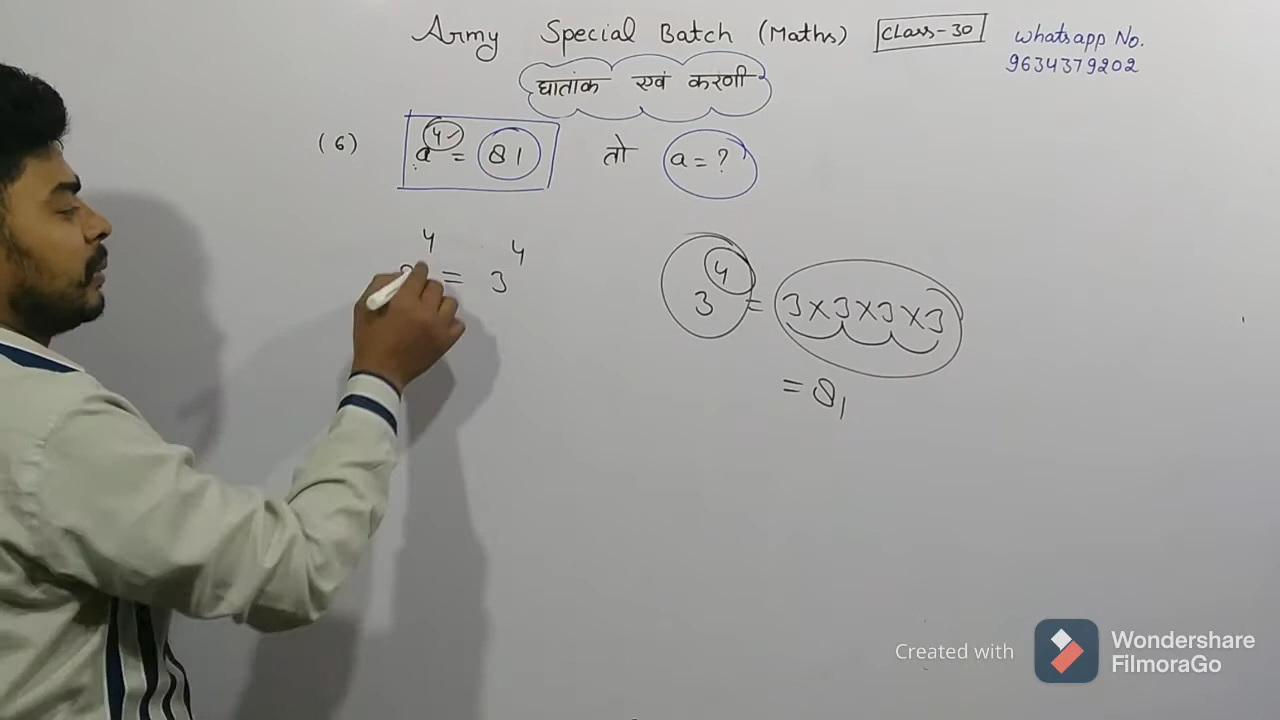 Army Special Batch (Maths) CLASS-30
Whatsapp No.
9634379202
घातांक एवं करणी
(6) a⁴ = 81 तो a = ?
⁴ = 3⁴
3⁴ = 3×3×3×3
= 81
Created with Wondershare FilmoraGo